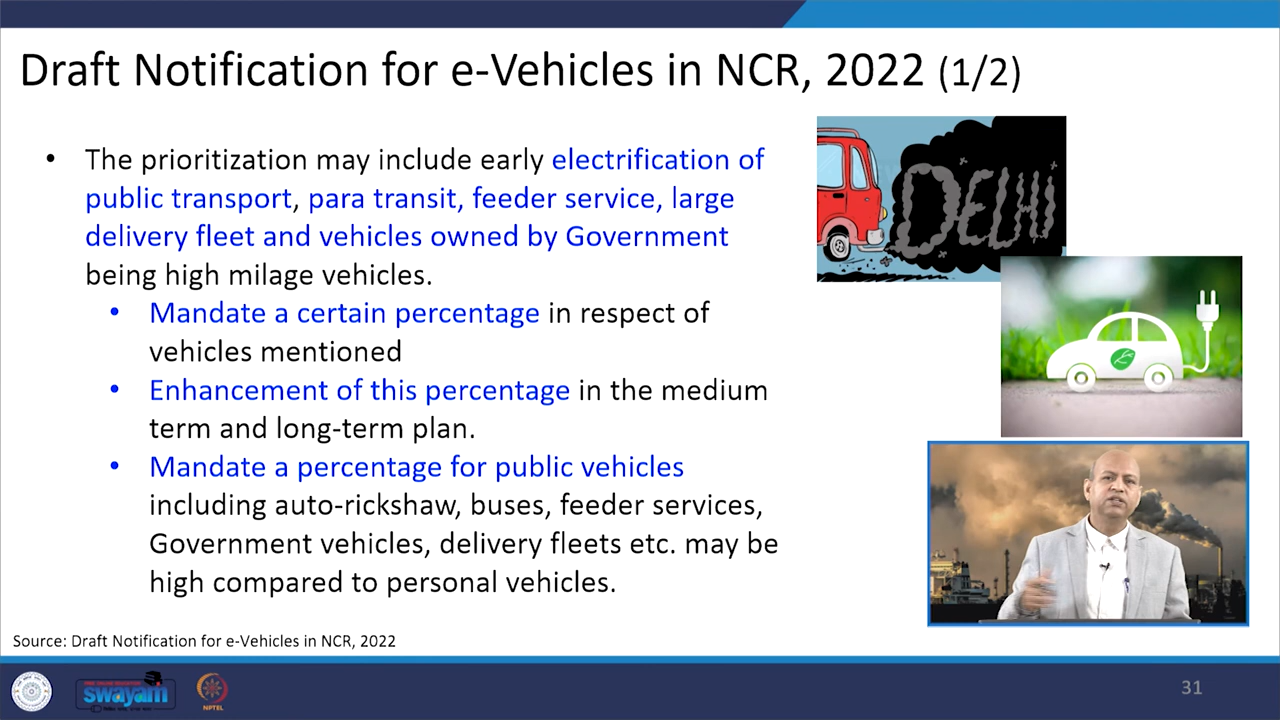 Draft Notification for e-Vehicles in NCR, 2022 (1/2)
• The prioritization may include early electrification of
public transport, para transit, feeder service, large
delivery fleet and vehicles owned by Government
being high milage vehicles.
• Mandate a certain percentage in respect of
vehicles mentioned
• Enhancement of this percentage in the medium
term and long-term plan.
• Mandate a percentage for public vehicles
including auto-rickshaw, buses, feeder services,
Government vehicles, delivery fleets etc. may be
high compared to personal vehicles.
DELHi
Source: Draft Notification for e-Vehicles in NCR, 2022
swayam
NPTEL
31